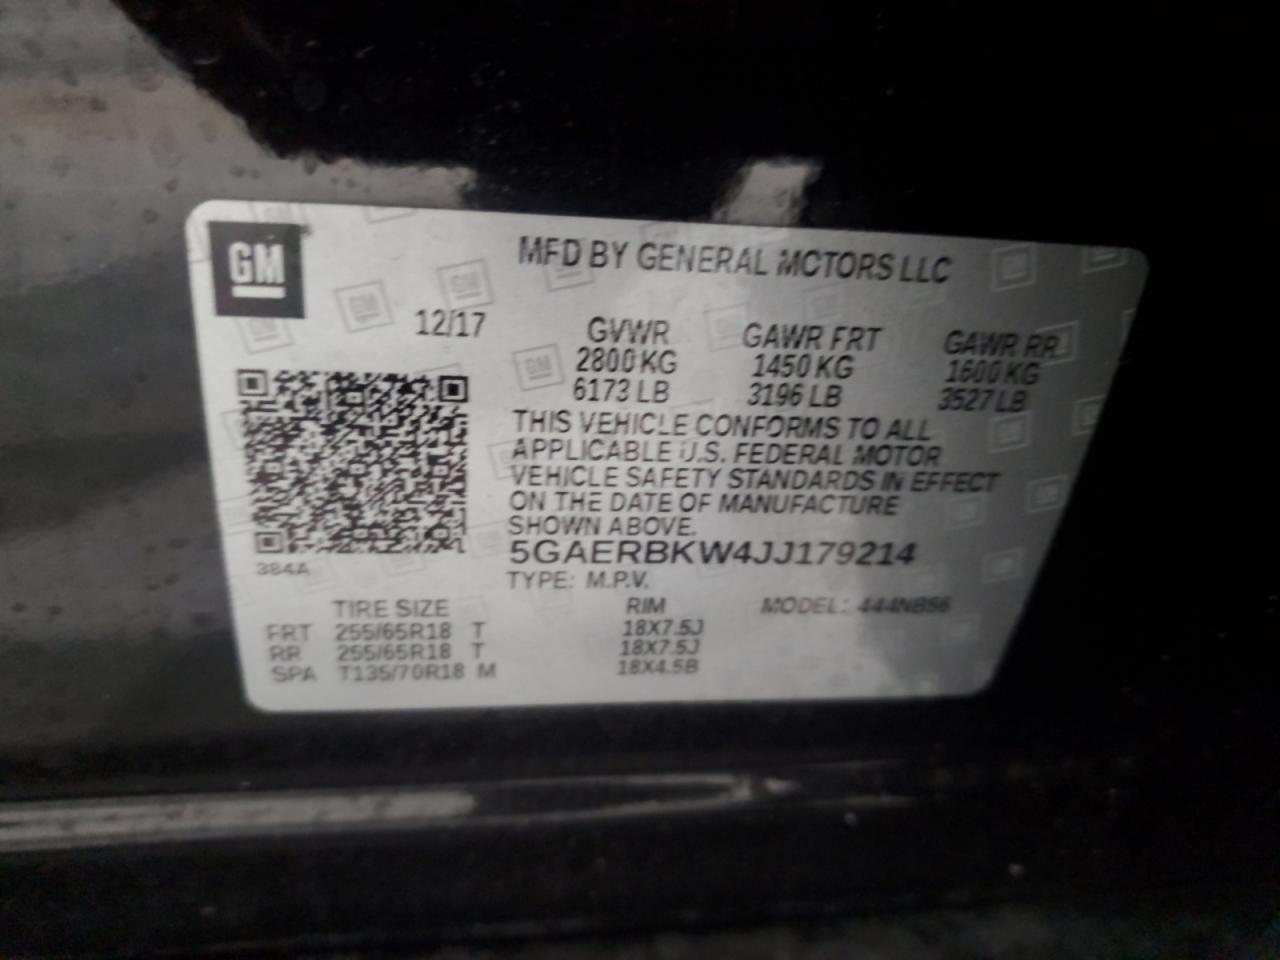 GM
MFD BY GENERAL MOTORS LLC
12/17
GVWR GAWR FRT GAWR RR
2800 KG 1450 KG 1600 KG
6173 LB 3196 LB 3527 LB
THIS VEHICLE CONFORMS TO ALL
APPLICABLE U.S. FEDERAL MOTOR
VEHICLE SAFETY STANDARDS IN EFFECT
ON THE DATE OF MANUFACTURE
SHOWN ABOVE.
5GAERBKW4JJ179214
384A
TYPE: M.P.V.
TIRE SIZE RIM MODEL: 444NB56
FRT 255/65R18 T 18X7.5J
RR 255/65R18 T 18X7.5J
SPA T135/70R18 M 18X4.5B